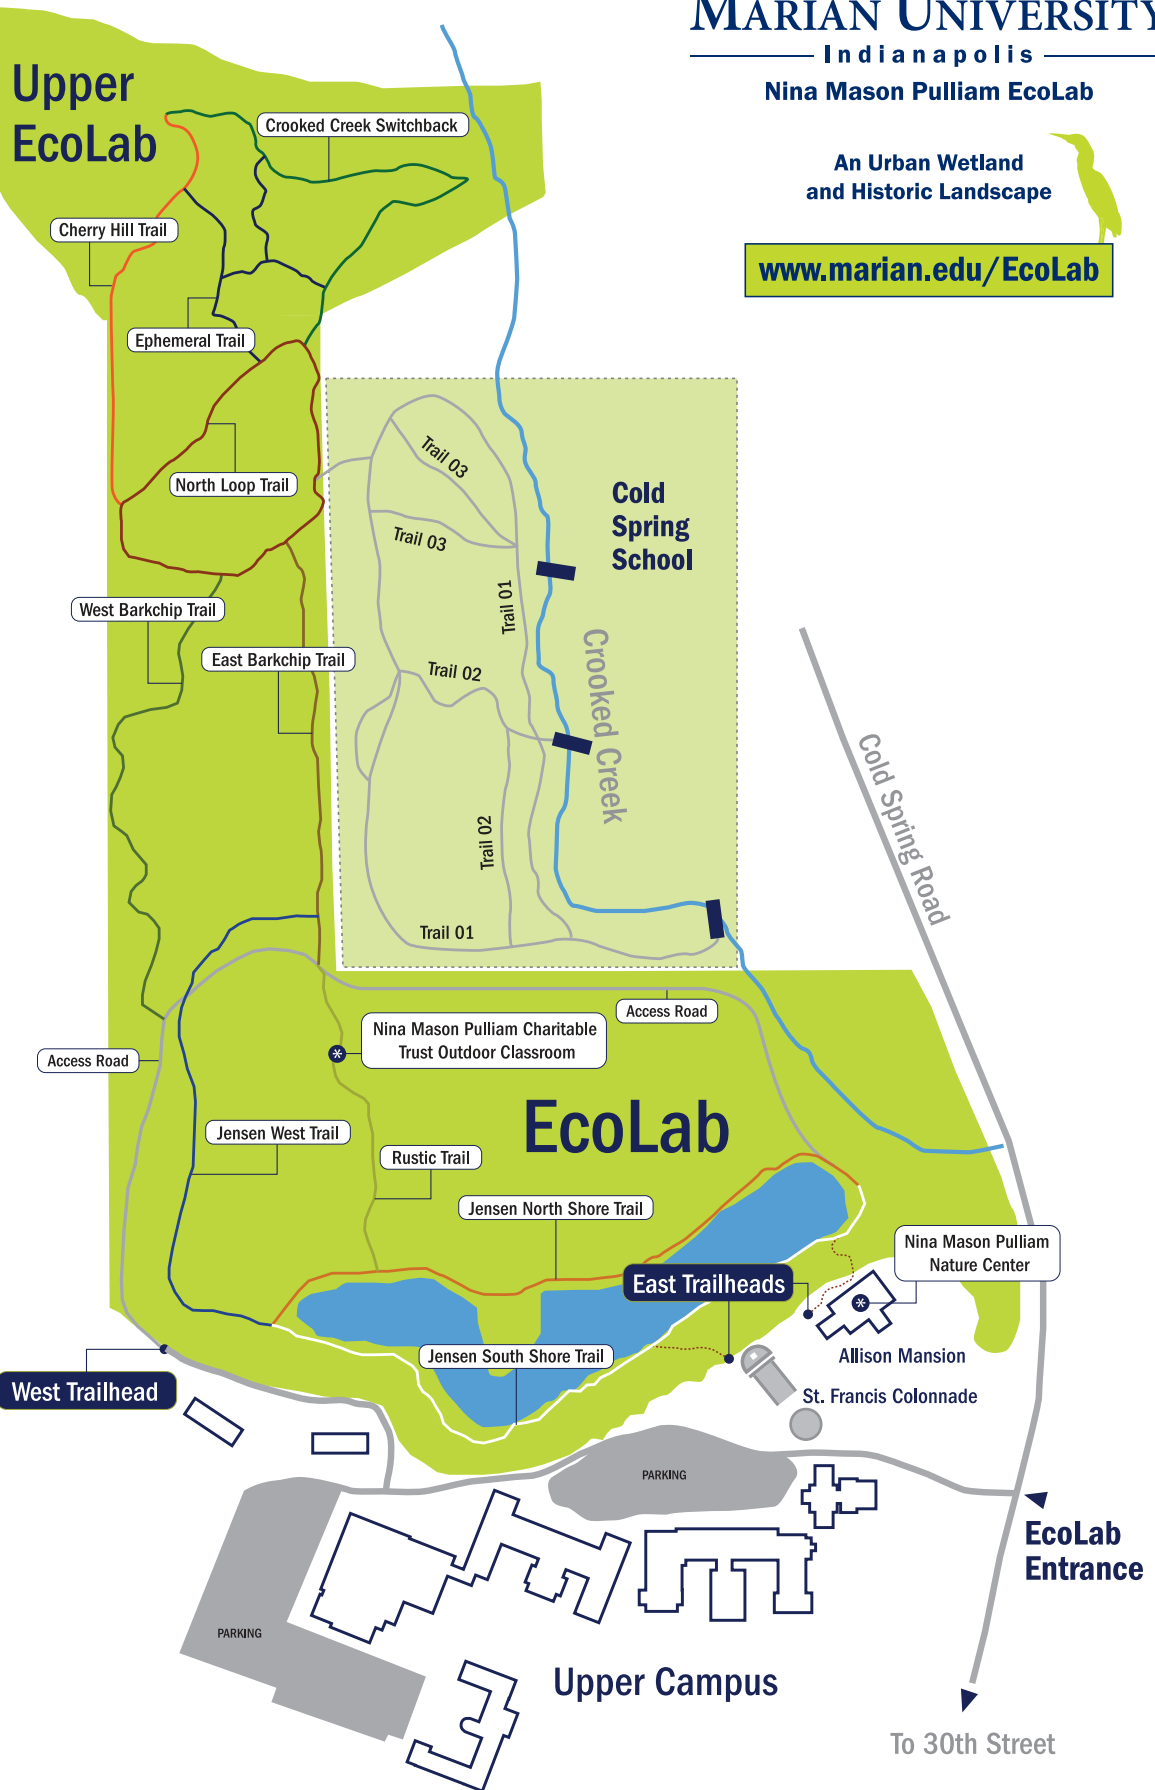 MARIAN UNIVERSITY
Indianapolis
Nina Mason Pulliam EcoLab
An Urban Wetland
and Historic Landscape
www.marian.edu/EcoLab
Upper
EcoLab
Crooked Creek Switchback
Cherry Hill Trail
Ephemeral Trail
North Loop Trail
Trail 03
Trail 03
Cold
Spring
School
Trail 01
West Barkchip Trail
East Barkchip Trail
Trail 02
Crooked Creek
Cold Spring Road
Trail 02
Trail 01
Access Road
Nina Mason Pulliam Charitable
Trust Outdoor Classroom
Access Road
EcoLab
Jensen West Trail
Rustic Trail
Jensen North Shore Trail
Nina Mason Pulliam
Nature Center
East Trailheads
Jensen South Shore Trail
Allison Mansion
West Trailhead
St. Francis Colonnade
PARKING
EcoLab
Entrance
PARKING
Upper Campus
To 30th Street